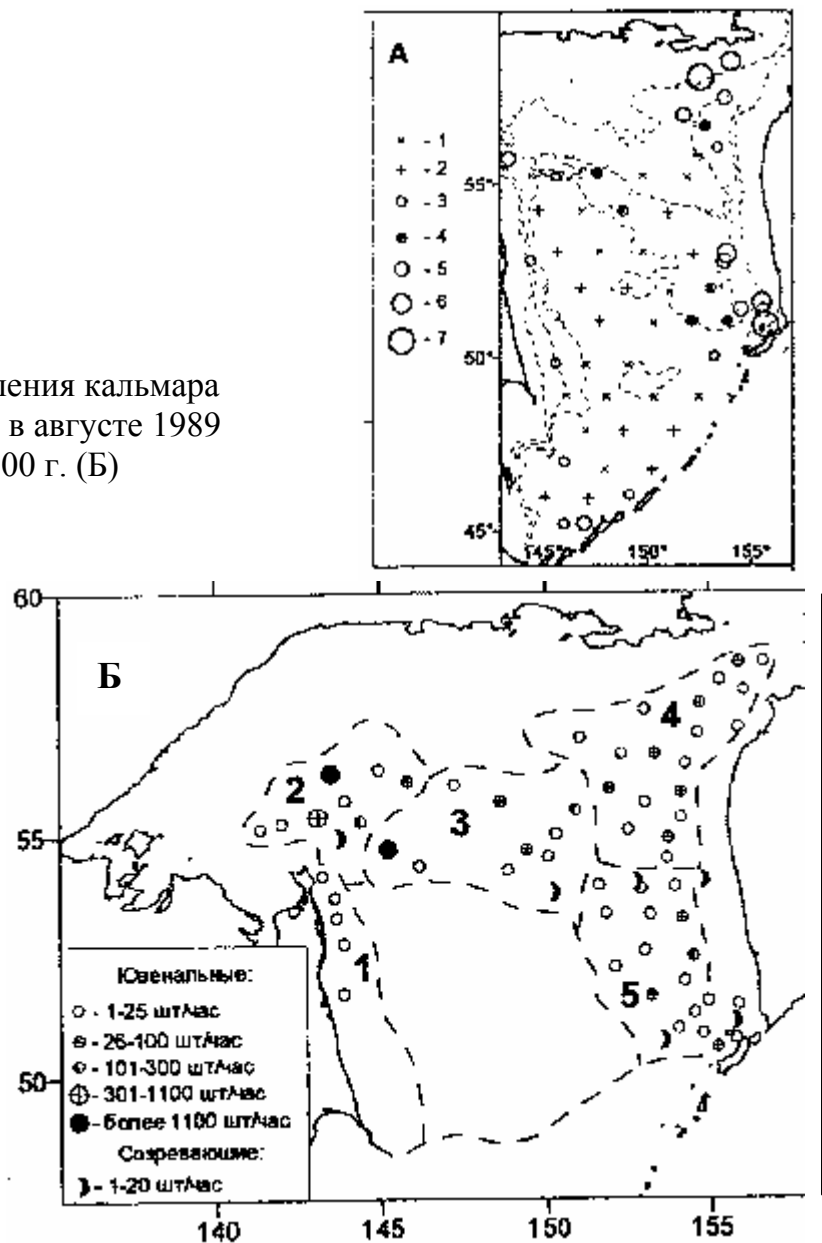 А
× - 1
+ - 2
○ - 3
● - 4
○ - 5
○ - 6
○ - 7
55°
50°
45°
145°
150°
155°
ления кальмара
в августе 1989
00 г. (Б)
60
Б
4
2
3
55
1
Ювенальные:
○ - 1-25 шт/час
⊕ - 26-100 шт/час
- 101-300 шт/час
⊕ - 301-1100 шт/час
● - более 1100 шт/час
Созревающие:
- 1-20 шт/час
5
50
140
145
150
155